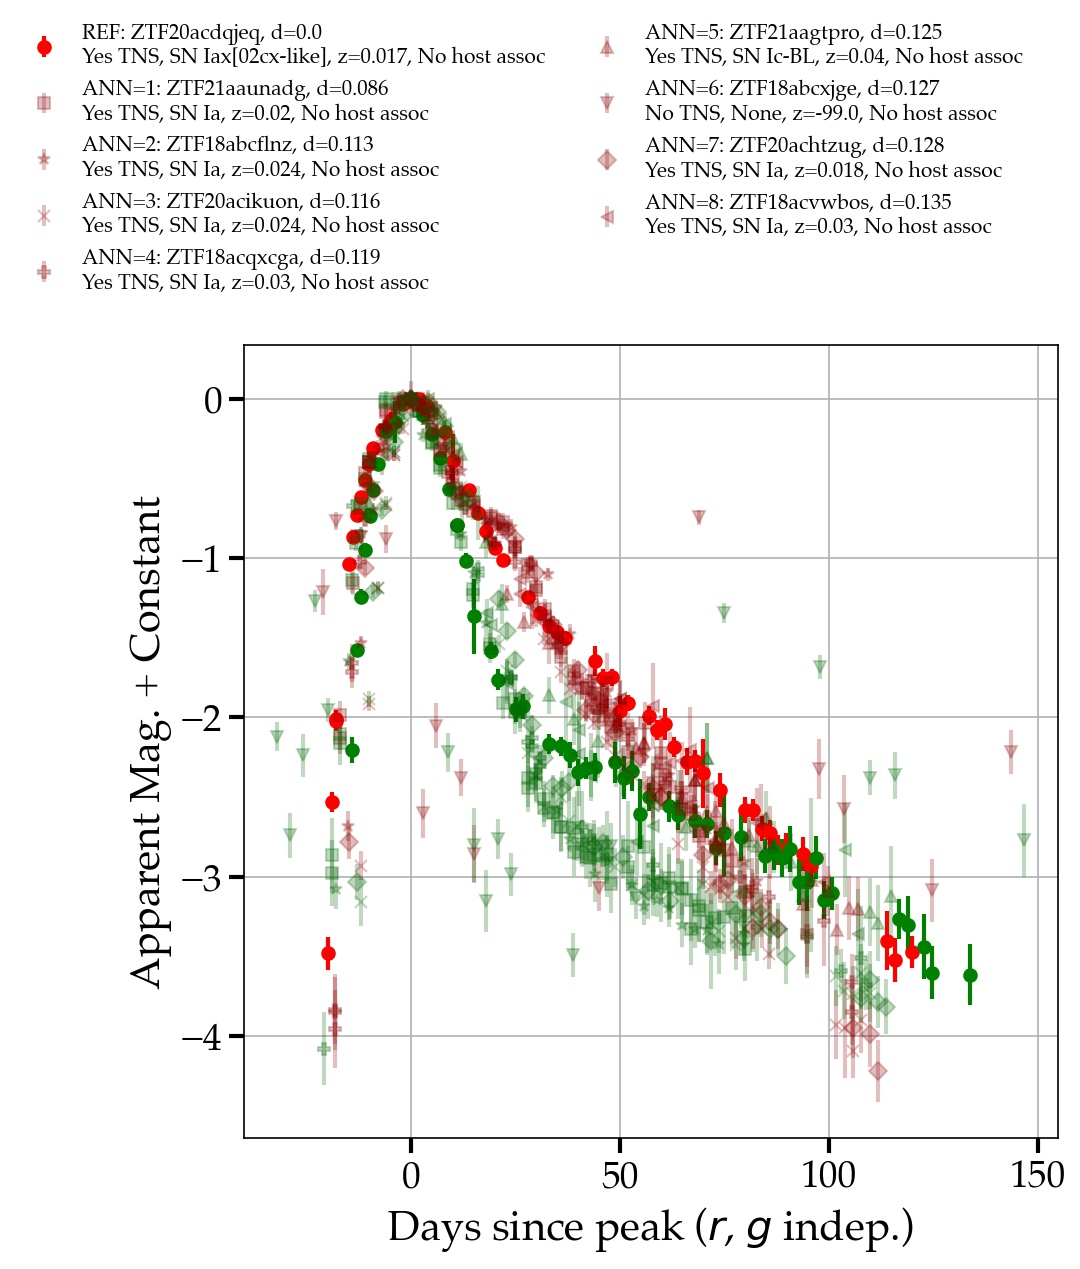 REF: ZTF20acdqjeq, d=0.0
Yes TNS, SN Iax[02cx-like], z=0.017, No host assoc
ANN=1: ZTF21aaunadg, d=0.086
Yes TNS, SN Ia, z=0.02, No host assoc
ANN=2: ZTF18abcflnz, d=0.113
Yes TNS, SN Ia, z=0.024, No host assoc
ANN=3: ZTF20acikuon, d=0.116
Yes TNS, SN Ia, z=0.024, No host assoc
ANN=4: ZTF18acqxcga, d=0.119
Yes TNS, SN Ia, z=0.03, No host assoc
ANN=5: ZTF21aagtpro, d=0.125
Yes TNS, SN Ic-BL, z=0.04, No host assoc
ANN=6: ZTF18abcxjge, d=0.127
No TNS, None, z=-99.0, No host assoc
ANN=7: ZTF20achtzug, d=0.128
Yes TNS, SN Ia, z=0.018, No host assoc
ANN=8: ZTF18acvwbos, d=0.135
Yes TNS, SN Ia, z=0.03, No host assoc
Apparent Mag. + Constant
0
−1
−2
−3
−4
0 50 100 150
Days since peak (r, g indep.)